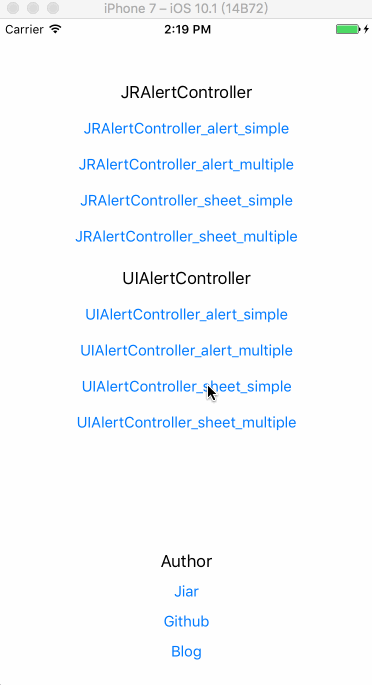 iPhone 7 – iOS 10.1 (14B72)
Carrier 2:19 PM
JRAlertController
JRAlertController_alert_simple
JRAlertController_alert_multiple
JRAlertController_sheet_simple
JRAlertController_sheet_multiple
UIAlertController
UIAlertController_alert_simple
UIAlertController_alert_multiple
UIAlertController_sheet_simple
UIAlertController_sheet_multiple
Author
Jiar
Github
Blog